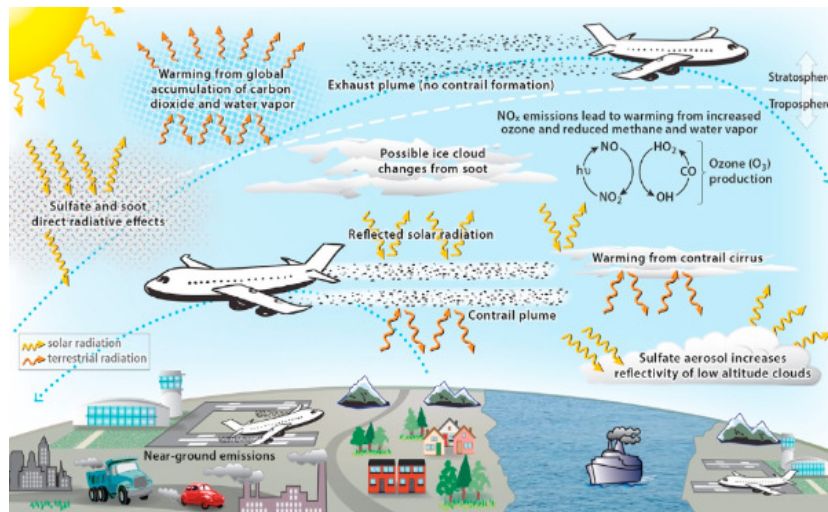 Warming from global
accumulation of carbon
dioxide and water vapor
Exhaust plume (no contrail formation)
Stratosphere
Troposphere
NOx emissions lead to warming from increased
ozone and reduced methane and water vapor
NO
HO₂
hυ
CO
NO₂
OH
Ozone (O₃)
production
Possible ice cloud
changes from soot
Sulfate and soot
direct radiative effects
Reflected solar radiation
Warming from contrail cirrus
Contrail plume
solar radiation
terrestrial radiation
Sulfate aerosol increases
reflectivity of low altitude clouds
Near-ground emissions